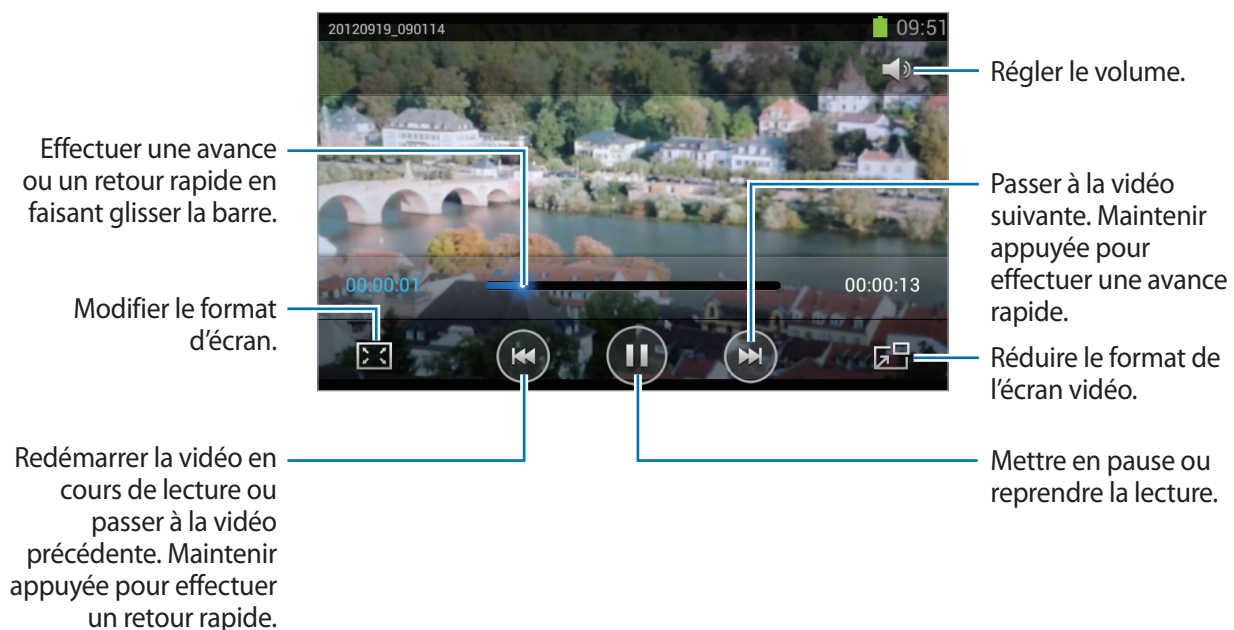 20120919_090114
09:51
Régler le volume.
Effectuer une avance
ou un retour rapide en
faisant glisser la barre.
Passer à la vidéo
suivante. Maintenir
appuyée pour
effectuer une avance
rapide.
00:00:01
00:00:13
Modifier le format
d’écran.
Réduire le format de
l’écran vidéo.
Redémarrer la vidéo en
cours de lecture ou
passer à la vidéo
précédente. Maintenir
appuyée pour effectuer
un retour rapide.
Mettre en pause ou
reprendre la lecture.